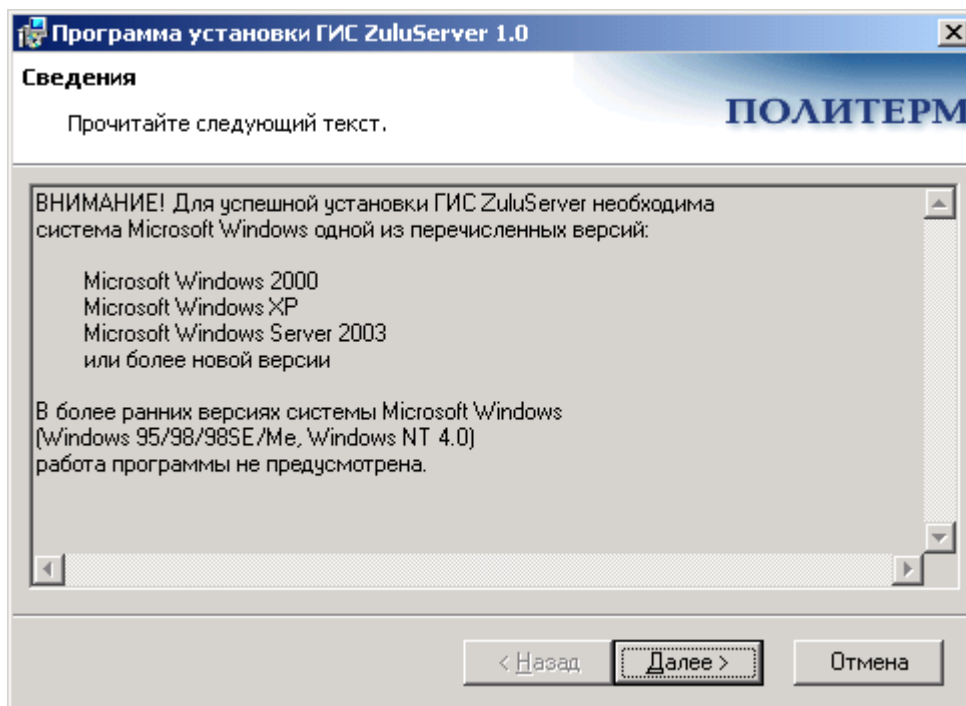 Программа установки ГИС ZuluServer 1.0
Сведения
Прочитайте следующий текст.
ПОЛИТЕРМ
ВНИМАНИЕ! Для успешной установки ГИС ZuluServer необходима
система Microsoft Windows одной из перечисленных версий:
Microsoft Windows 2000
Microsoft Windows XP
Microsoft Windows Server 2003
или более новой версии
В более ранних версиях системы Microsoft Windows
(Windows 95/98/98SE/Me, Windows NT 4.0)
работа программы не предусмотрена.
< Назад
Далее >
Отмена